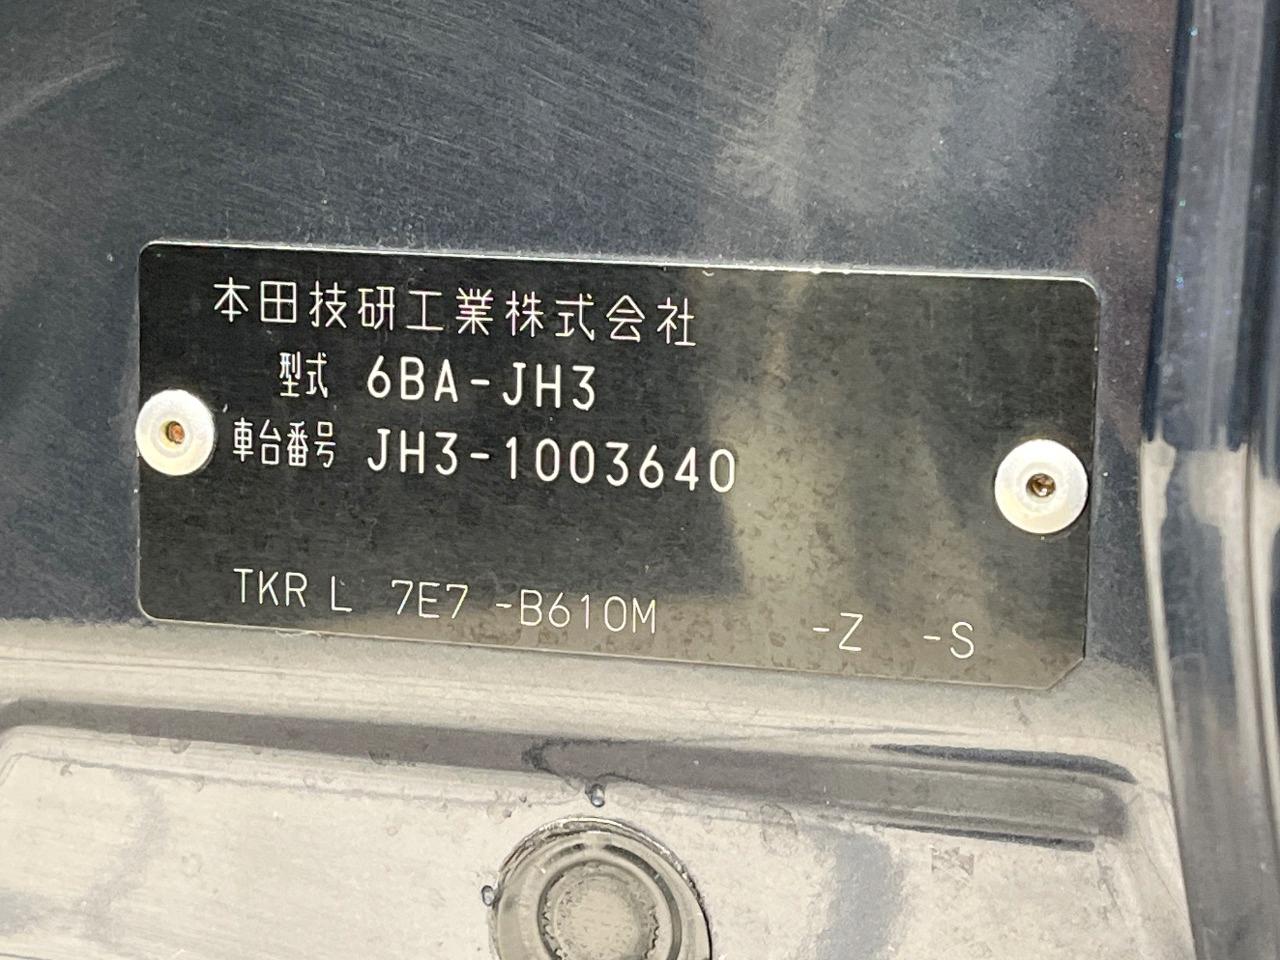 本田技研工業株式会社
型式 6BA-JH3
車台番号 JH3-1003640
TKR L 7E7 -B610M -Z -S